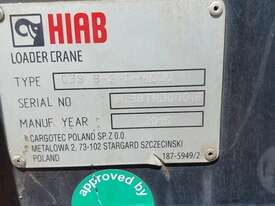 HIAB
LOADER CRANE
TYPE
SERIAL NO
MANUF YEAR
CARGOTEC POLAND SP.Z O.O.
METALOWA 2, 73-102 STARGARD SZCZECINSKI
POLAND 187-5949/2
approved by